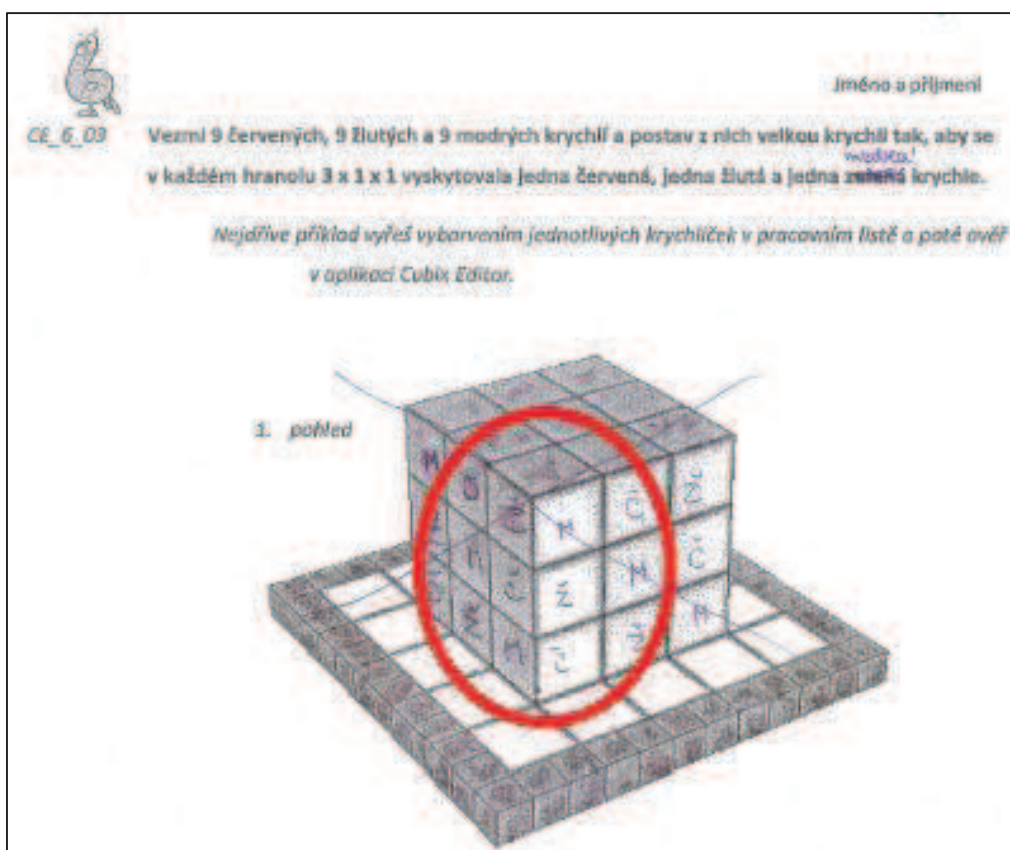 Jméno a příjmení
CE_6_03 Vezmi 9 červených, 9 žlutých a 9 modrých krychlí a postav z nich velkou krychli tak, aby se
modrá
v každém hranolu 3 x 1 x 1 vyskytovala jedna červená, jedna žlutá a jedna zelená krychle.
Nejdříve příklad vyřeš vybarvením jednotlivých krychliček v pracovním listě a poté ověř
v aplikaci Cubix Editor.
1. pohled
M Č Ž
Ž M Č
Č Ž M